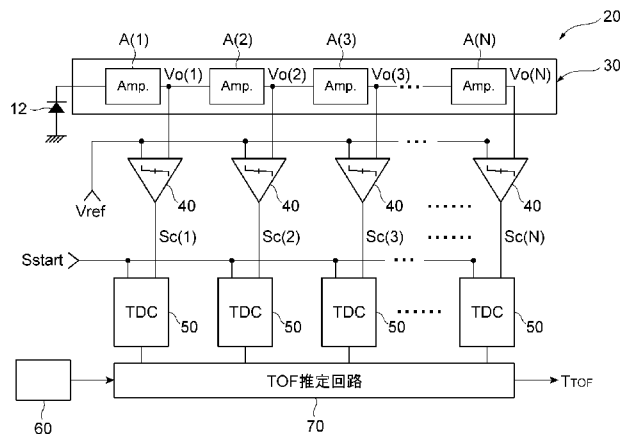 20
A(1) A(2) A(3) A(N)
30
Vo(1) Vo(2) Vo(3) Vo(N)
Amp. Amp. Amp. Amp.
12
40 40 40 40
Vref
Sc(1) Sc(2) Sc(3) Sc(N)
Sstart
TDC TDC TDC TDC
50 50 50 50
TOF推定回路
TTOF
60
70